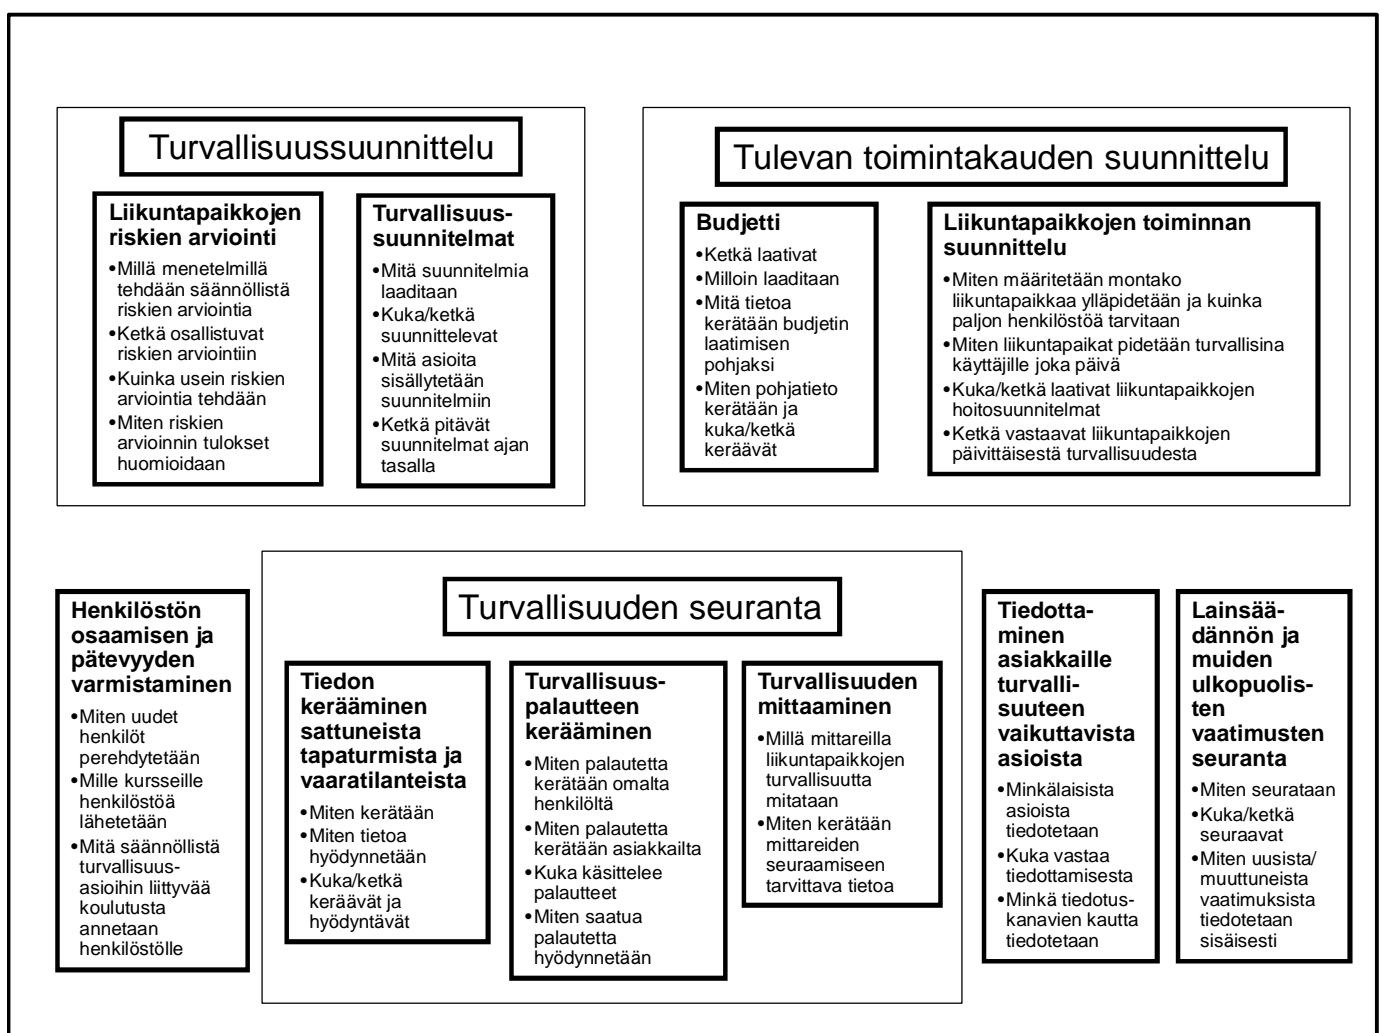 Turvallisuussuunnittelu
Liikuntapaikkojen
riskien arviointi
•Millä menetelmillä
tehdään säännöllistä
riskien arviointia
•Ketkä osallistuvat
riskien arviointiin
•Kuinka usein riskien
arviointia tehdään
•Miten riskien
arvioinnin tulokset
huomioidaan
Turvallisuus-
suunnitelmat
•Mitä suunnitelmia
laaditaan
•Kuka/ketkä
suunnittelevat
•Mitä asioita
sisällytetään
suunnitelmiin
•Ketkä pitävät
suunnitelmat ajan
tasalla
Tulevan toimintakauden suunnittelu
Budjetti
•Ketkä laativat
•Milloin laaditaan
•Mitä tietoa
kerätään budjetin
laatimisen
pohjaksi
•Miten pohjatieto
kerätään ja
kuka/ketkä
keräävät
Liikuntapaikkojen toiminnan
suunnittelu
•Miten määritetään montako
liikuntapaikkaa ylläpidetään ja kuinka
paljon henkilöstöä tarvitaan
•Miten liikuntapaikat pidetään turvallisina
käyttäjille joka päivä
•Kuka/ketkä laativat liikuntapaikkojen
hoitosuunnitelmat
•Ketkä vastaavat liikuntapaikkojen
päivittäisestä turvallisuudesta
Henkilöstön
osaamisen ja
pätevyyden
varmistaminen
•Miten uudet
henkilöt
perehdytetään
•Mille kursseille
henkilöstöä
lähetetään
•Mitä säännöllistä
turvallisuus-
asioihin liittyvää
koulutusta
annetaan
henkilöstölle
Turvallisuuden seuranta
Tiedon
kerääminen
sattuneista
tapaturmista ja
vaaratilanteista
•Miten kerätään
•Miten tietoa
hyödynnetään
•Kuka/ketkä
keräävät ja
hyödyntävät
Turvallisuus-
palautteen
kerääminen
•Miten palautetta
kerätään omalta
henkilöltä
•Miten palautetta
kerätään asiakkailta
•Kuka käsittelee
palautteet
•Miten saatua
palautetta
hyödynnetään
Turvallisuuden
mittaaminen
•Millä mittareilla
liikuntapaikkojen
turvallisuutta
mitataan
•Miten kerätään
mittareiden
seuraamiseen
tarvittava tietoa
Tiedotta-
minen
asiakkaille
turvalli-
suuteen
vaikuttavista
asioista
•Minkälaisista
asioista
tiedotetaan
•Kuka vastaa
tiedottamisesta
•Minkä tiedotus-
kanavien kautta
tiedotetaan
Lainsää-
dännön ja
muiden
ulkopuolis-
ten
vaatimusten
seuranta
•Miten seurataan
•Kuka/ketkä
seuraavat
•Miten uusista/
muuttuneista
vaatimuksista
tiedotetaan
sisäisesti